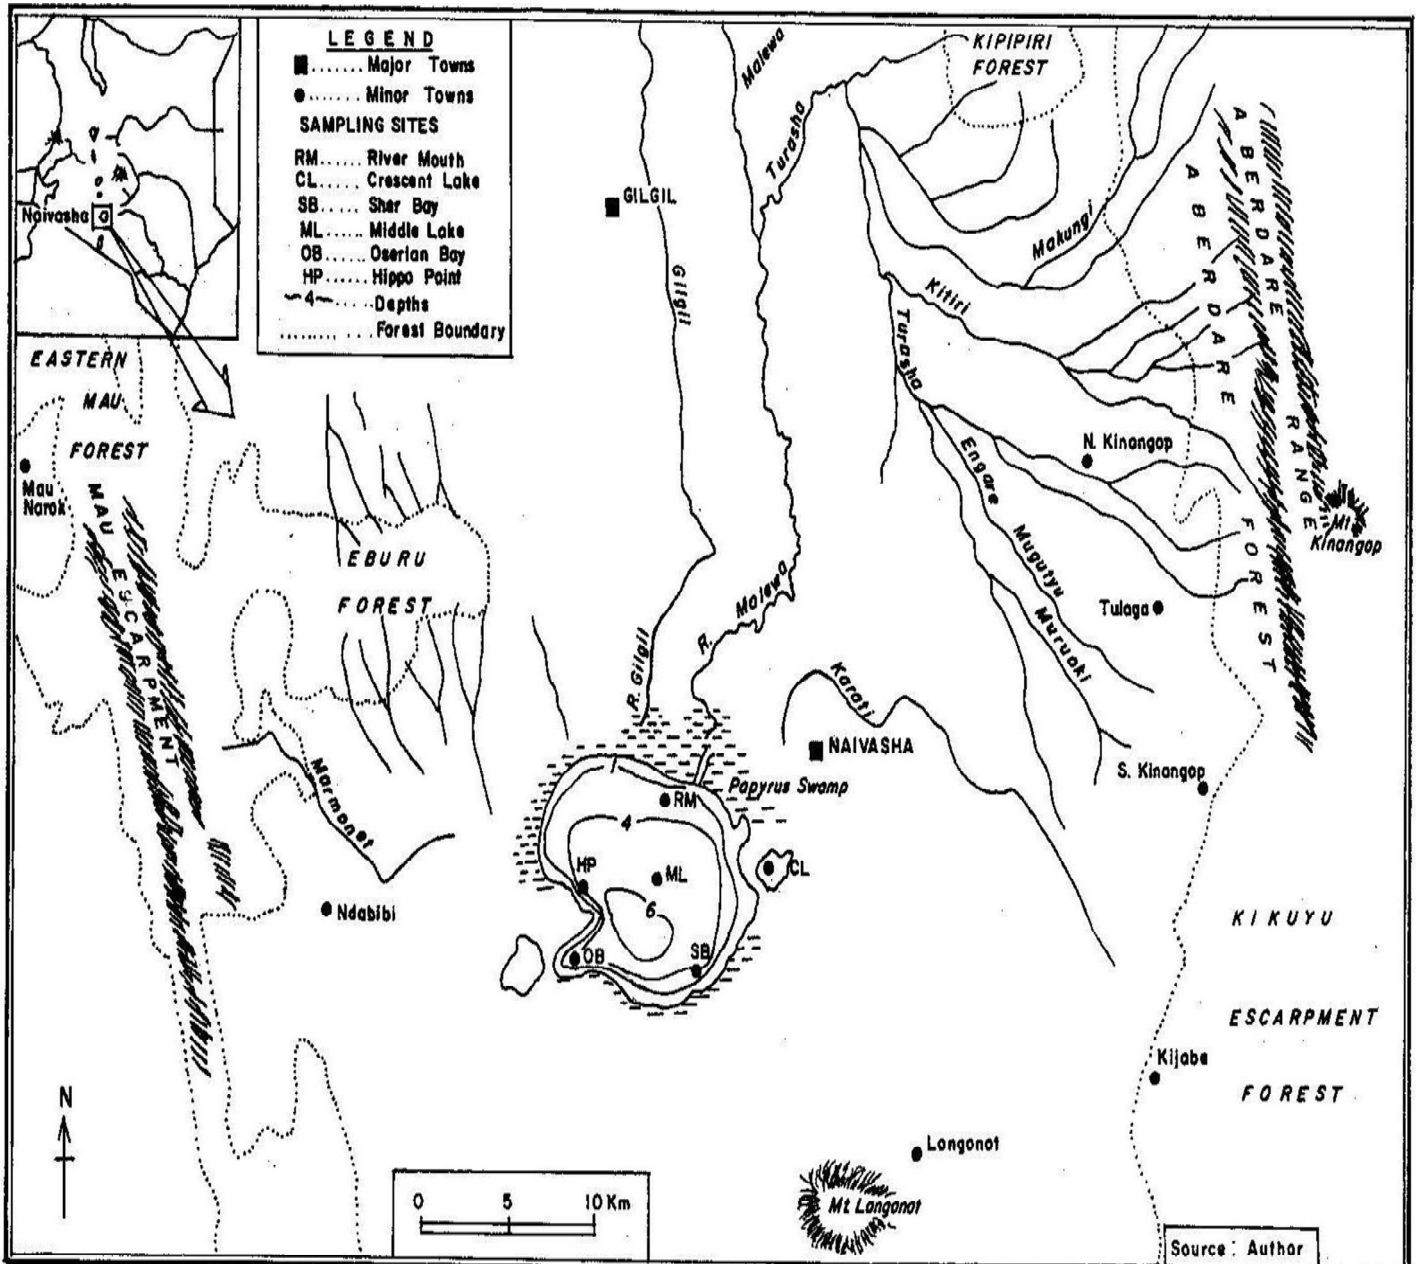 LEGEND
Major Towns
Minor Towns
SAMPLING SITES
RM...... River Mouth
CL..... Crescent Lake
SB..... Sher Bay
ML...... Middle Lake
OB...... Oserian Bay
HP...... Hippo Point
4 ..... Depths
Forest Boundary
Naivasha
KIPIPIRI
FOREST
Malewa
Turasha
GILGIL
Gilgil
Makungi
Kitiri
Turasha
ABERDARE
FOREST
ABERDARE
RANGE
EASTERN
MAU
FOREST
Mau
Narok
MAU ESCARPMENT
EBURU
FOREST
Engare
Mugutyu
Muruaki
N. Kinangop
Mt
Kinangop
Tulaga
R. Malewa
R. Gilgil
Karati
NAIVASHA
S. Kinangop
Papyrus Swamp
Marmonet
1
RM
4
HP
ML
CL
6
OB
SB
Ndabibi
KIKUYU
ESCARPMENT
FOREST
Kijabe
Longonot
Mt. Longonot
N
0 5 10 Km
Source: Author